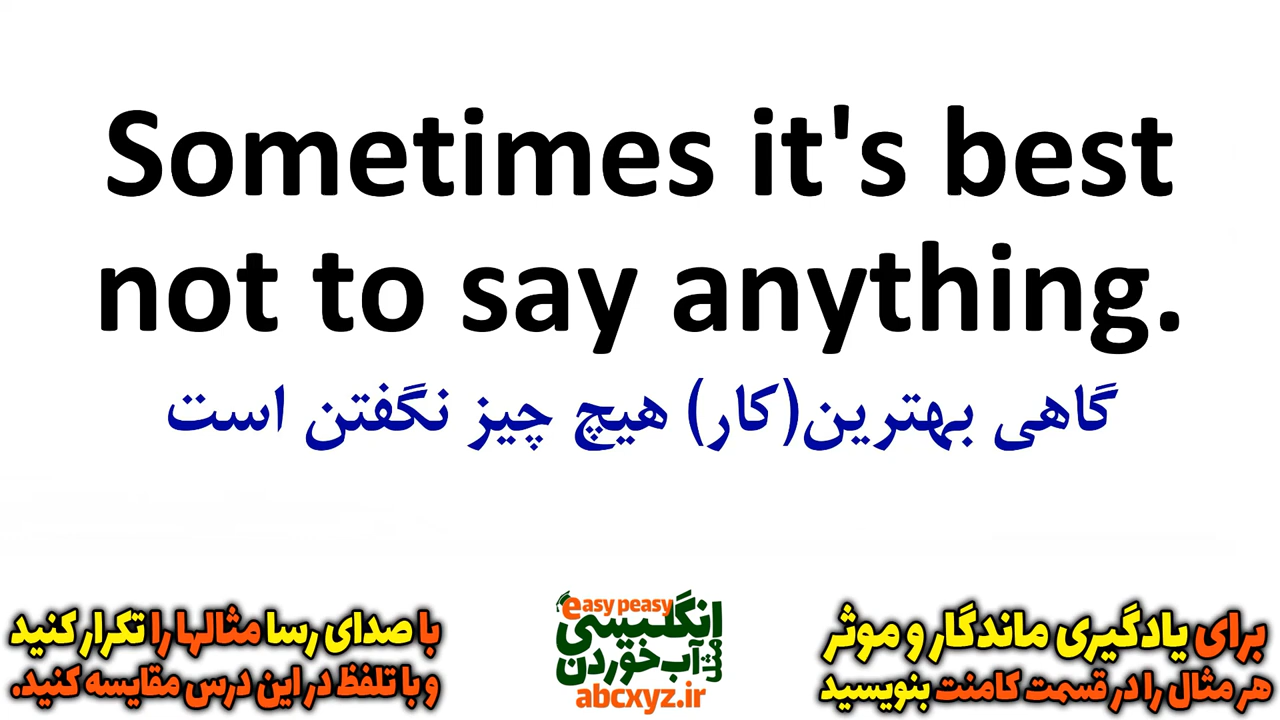 Sometimes it's best
not to say anything.
گاهی بهترین(کار) هیچ چیز نگفتن است
برای یادگیری ماندگار و موثر
هر مثال را در قسمت کامنت بنویسید
easy peasy
انگلیسی
مثل آب خوردن
abcxyz.ir
با صدای رسا مثالها را تکرار کنید
و با تلفظ در این درس مقایسه کنید.